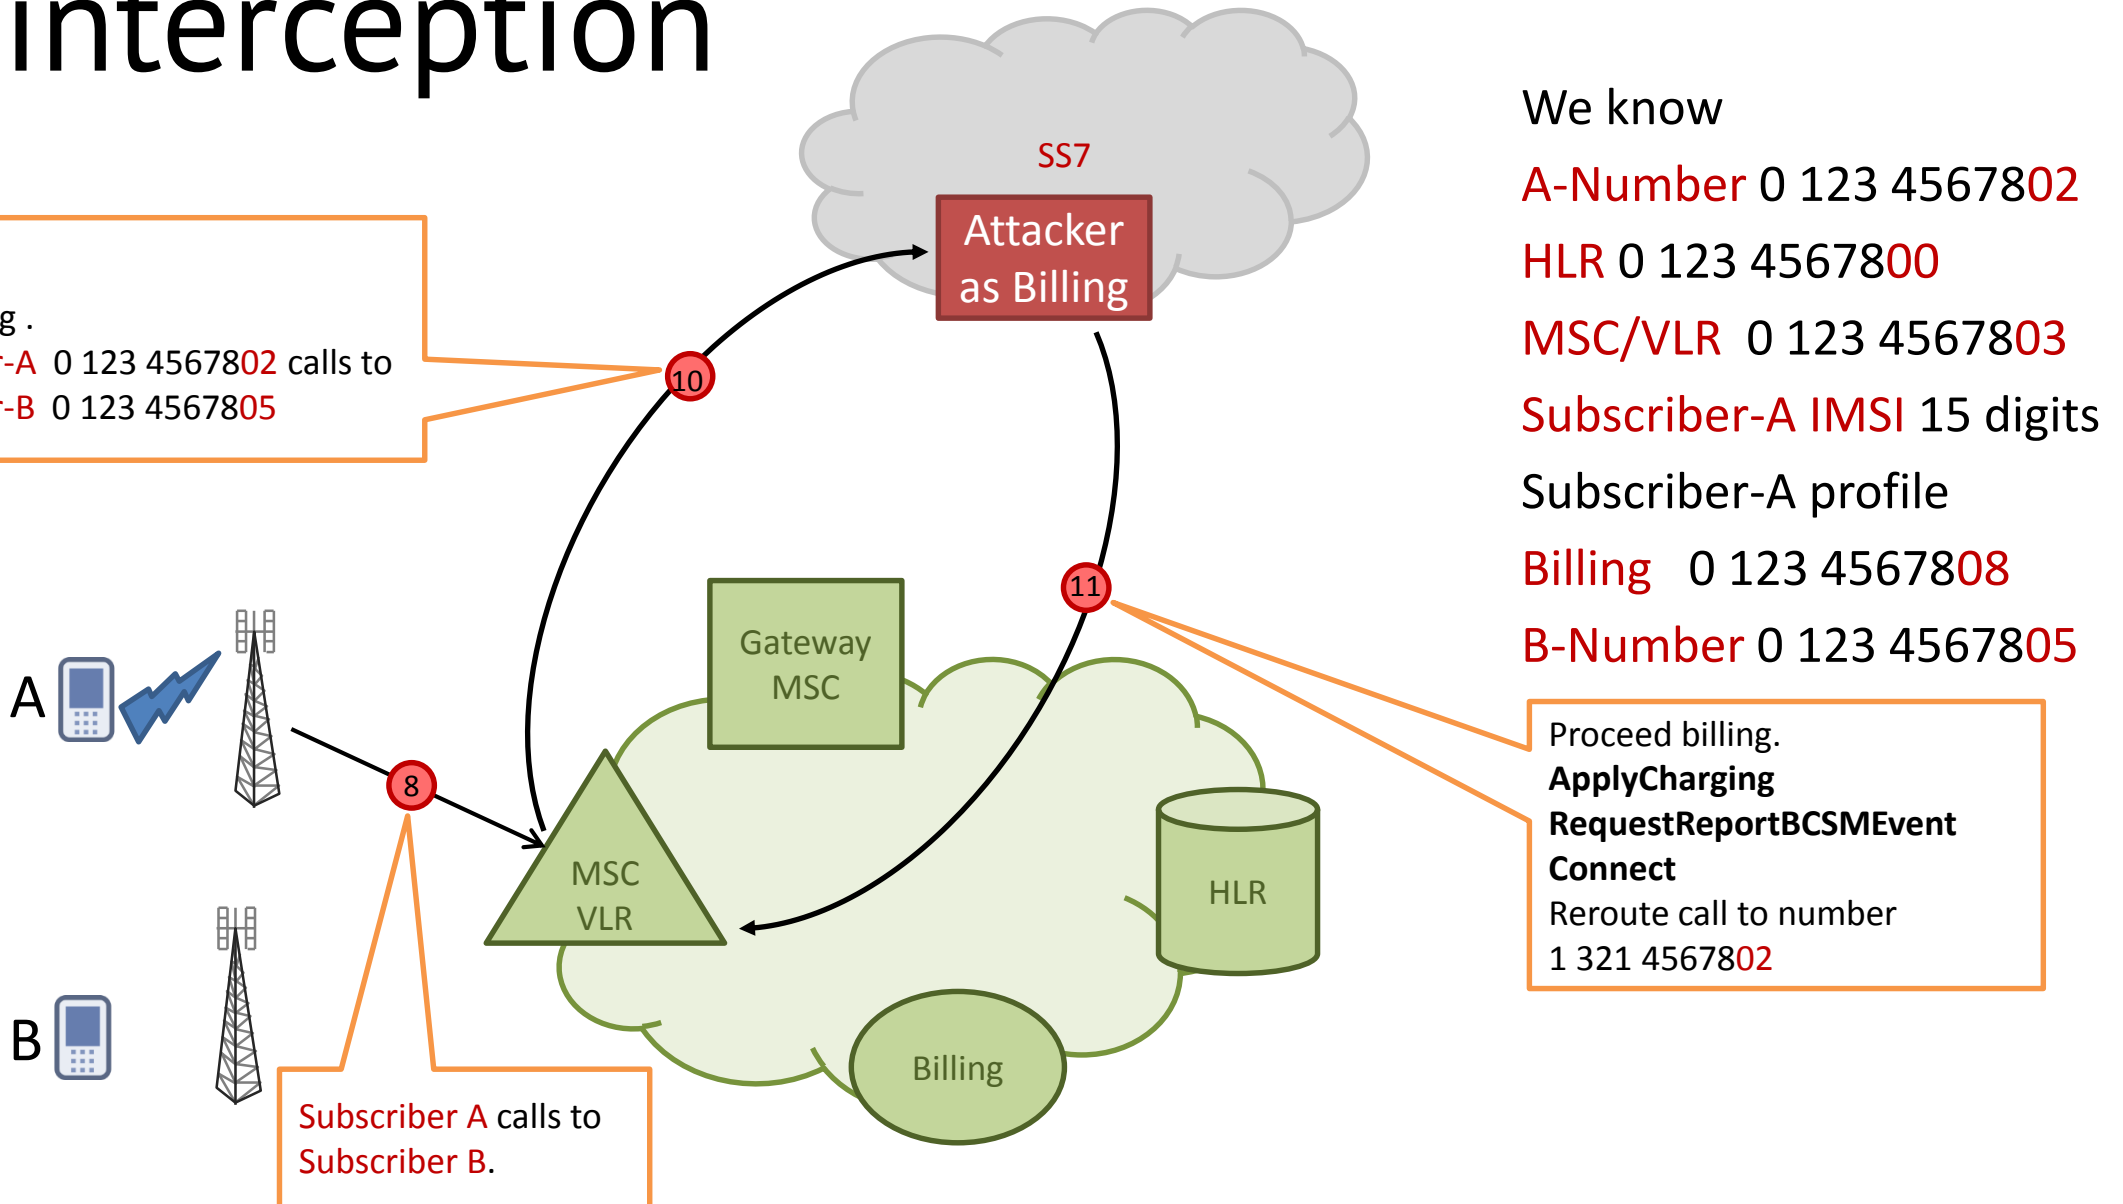 interception
SS7
Attacker
as Billing
We know
A-Number 0 123 4567802
HLR 0 123 4567800
MSC/VLR 0 123 4567803
Subscriber-A IMSI 15 digits
Subscriber-A profile
Billing 0 123 4567808
B-Number 0 123 4567805
g .
r-A 0 123 4567802 calls to
r-B 0 123 4567805
10
11
Gateway
MSC
A
8
MSC
VLR
HLR
Proceed billing.
ApplyCharging
RequestReportBCSMEvent
Connect
Reroute call to number
1 321 4567802
B
Billing
Subscriber A calls to
Subscriber B.